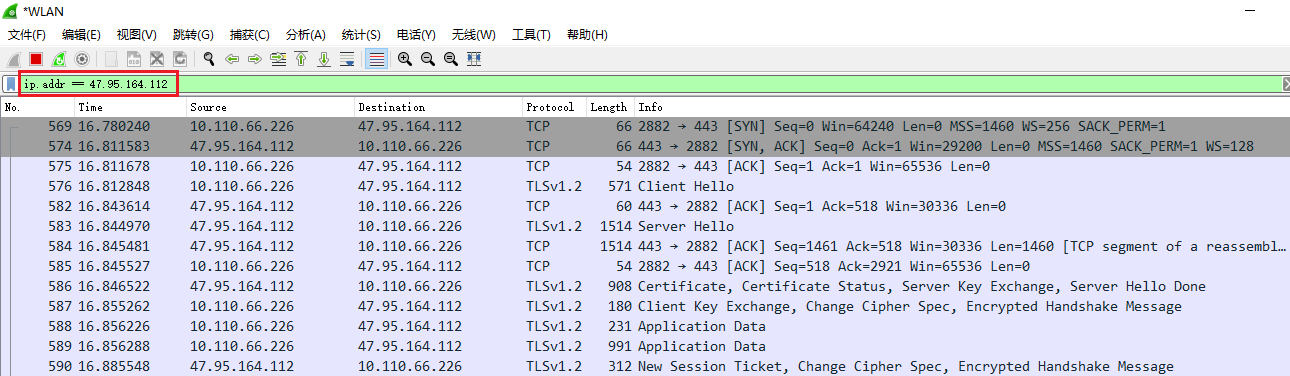 *WLAN
文件(F) 编辑(E) 视图(V) 跳转(G) 捕获(C) 分析(A) 统计(S) 电话(Y) 无线(W) 工具(T) 帮助(H)
ip.addr == 47.95.164.112
No. Time Source Destination Protocol Length Info
569 16.780240 10.110.66.226 47.95.164.112 TCP 66 2882 → 443 [SYN] Seq=0 Win=64240 Len=0 MSS=1460 WS=256 SACK_PERM=1
574 16.811583 47.95.164.112 10.110.66.226 TCP 66 443 → 2882 [SYN, ACK] Seq=0 Ack=1 Win=29200 Len=0 MSS=1460 SACK_PERM=1 WS=128
575 16.811678 10.110.66.226 47.95.164.112 TCP 54 2882 → 443 [ACK] Seq=1 Ack=1 Win=65536 Len=0
576 16.812848 10.110.66.226 47.95.164.112 TLSv1.2 571 Client Hello
582 16.843614 47.95.164.112 10.110.66.226 TCP 60 443 → 2882 [ACK] Seq=1 Ack=518 Win=30336 Len=0
583 16.844970 47.95.164.112 10.110.66.226 TLSv1.2 1514 Server Hello
584 16.845481 47.95.164.112 10.110.66.226 TCP 1514 443 → 2882 [ACK] Seq=1461 Ack=518 Win=30336 Len=1460 [TCP segment of a reassembl…
585 16.845527 10.110.66.226 47.95.164.112 TCP 54 2882 → 443 [ACK] Seq=518 Ack=2921 Win=65536 Len=0
586 16.846522 47.95.164.112 10.110.66.226 TLSv1.2 908 Certificate, Certificate Status, Server Key Exchange, Server Hello Done
587 16.855262 10.110.66.226 47.95.164.112 TLSv1.2 180 Client Key Exchange, Change Cipher Spec, Encrypted Handshake Message
588 16.856226 10.110.66.226 47.95.164.112 TLSv1.2 231 Application Data
589 16.856288 10.110.66.226 47.95.164.112 TLSv1.2 991 Application Data
590 16.885548 47.95.164.112 10.110.66.226 TLSv1.2 312 New Session Ticket, Change Cipher Spec, Encrypted Handshake Message